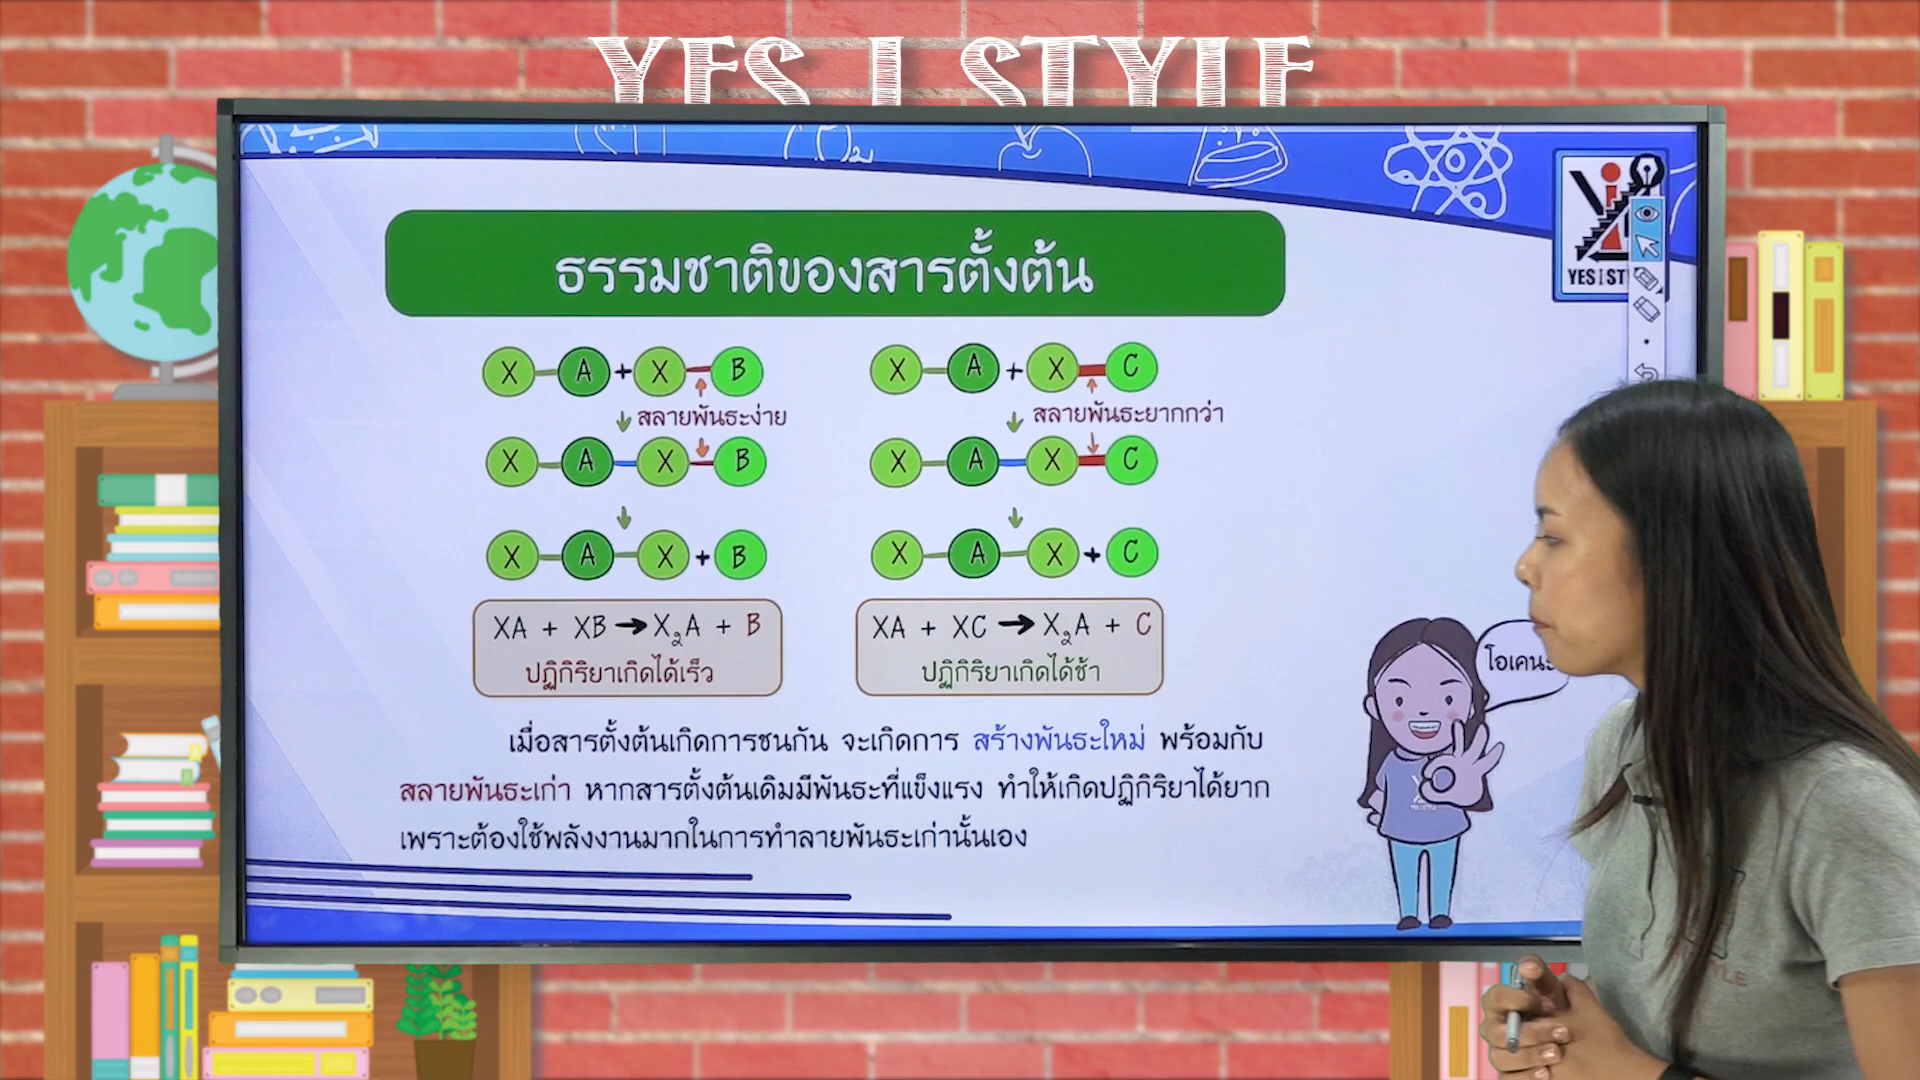 YES I STYLE
YES I ST
ธรรมชาติของสารตั้งต้น
X A + X B
X A + X C
สลายพันธะง่าย
สลายพันธะยากกว่า
X A X B
X A X C
X A X + B
X A X + C
XA + XB → X₂A + B
ปฏิกิริยาเกิดได้เร็ว
XA + XC → X₂A + C
ปฏิกิริยาเกิดได้ช้า
โอเคนะ
เมื่อสารตั้งต้นเกิดการชนกัน จะเกิดการ สร้างพันธะใหม่ พร้อมกับ
สลายพันธะเก่า หากสารตั้งต้นเดิมมีพันธะที่แข็งแรง ทำให้เกิดปฏิกิริยาได้ยาก
เพราะต้องใช้พลังงานมากในการทำลายพันธะเก่านั้นเอง